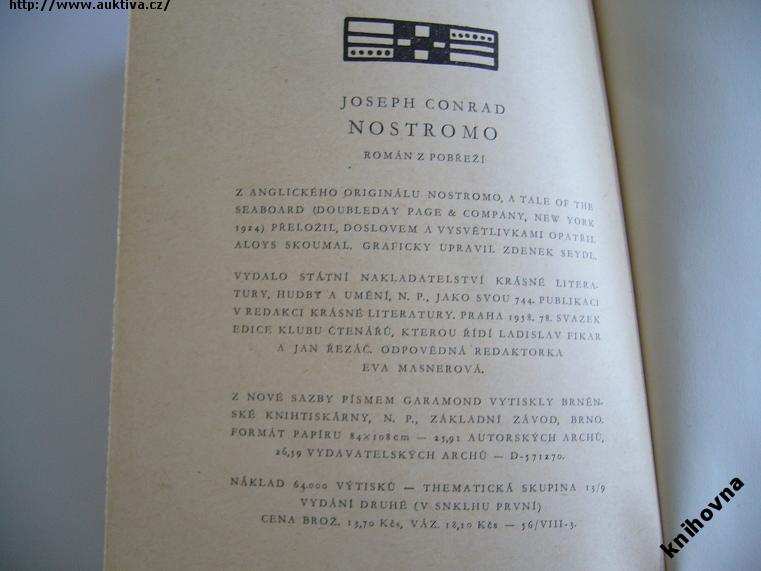 http://www.auktiva.cz/
JOSEPH CONRAD
NOSTROMO
ROMÁN Z POBŘEŽÍ
Z ANGLICKÉHO ORIGINÁLU NOSTROMO, A TALE OF THE
SEABOARD (DOUBLEDAY PAGE & COMPANY, NEW YORK
1924) PŘELOŽIL, DOSLOVEM A VYSVĚTLIVKAMI OPATŘIL
ALOYS SKOUMAL. GRAFICKY UPRAVIL ZDENEK SEYDL.
VYDALO STÁTNÍ NAKLADATELSTVÍ KRÁSNÉ LITERA-
TURY, HUDBY A UMĚNÍ, N. P., JAKO SVOU 744. PUBLIKACI
V REDAKCI KRÁSNÉ LITERATURY. PRAHA 1958. 78. SVAZEK
EDICE KLUBU ČTENÁŘŮ, KTEROU ŘÍDÍ LADISLAV FIKAR
A JAN ŘEZÁČ. ODPOVĚDNÁ REDAKTORKA
EVA MASNEROVÁ.
Z NOVÉ SAZBY PÍSMEM GARAMOND VYTISKLY BRNĚN-
SKÉ KNIHTISKÁRNY, N. P., ZÁKLADNÍ ZÁVOD, BRNO.
FORMÁT PAPÍRU 84×108 cm — 25,91 AUTORSKÝCH ARCHŮ,
26,59 VYDAVATELSKÝCH ARCHŮ — D-571270.
NÁKLAD 64.000 VÝTISKŮ — THEMATICKÁ SKUPINA 13/9
VYDÁNÍ DRUHÉ (V SNKLHU PRVNÍ)
CENA BROŽ. 13,70 Kčs, VÁZ. 18,10 Kčs — 56/VIII-3.
knihovna